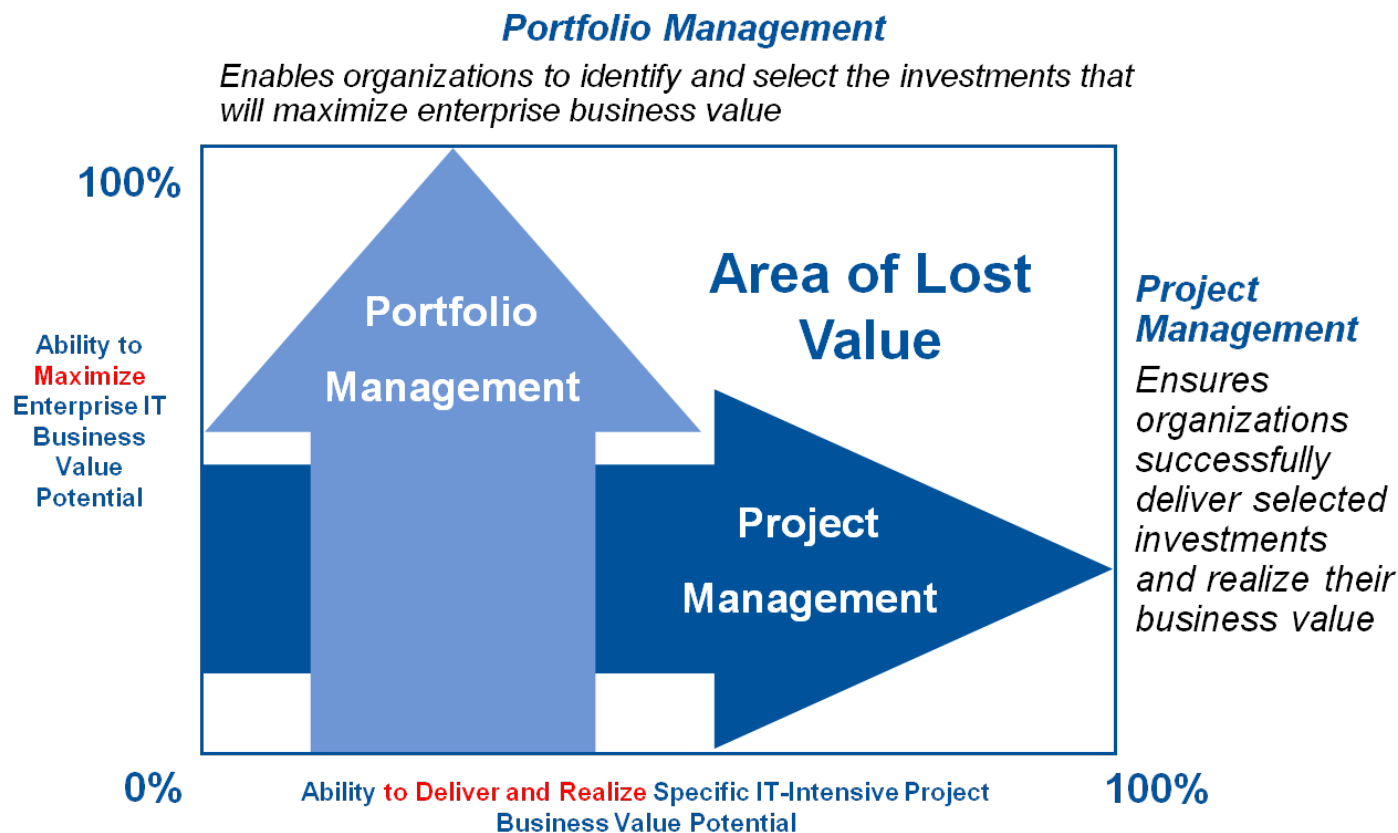 Portfolio Management
Enables organizations to identify and select the investments that
will maximize enterprise business value
100%
Ability to
Maximize
Enterprise IT
Business
Value
Potential
Portfolio
Management
Area of Lost
Value
Project
Management
Project
Management
Ensures
organizations
successfully
deliver selected
investments
and realize their
business value
0%
Ability to Deliver and Realize Specific IT-Intensive Project
Business Value Potential
100%